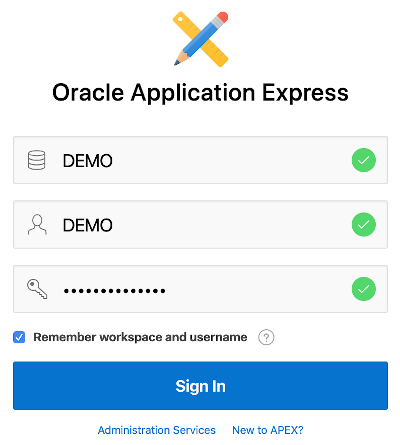 Oracle Application Express
DEMO
DEMO
••••••••••••••
Remember workspace and username ?
Sign In
Administration Services New to APEX?